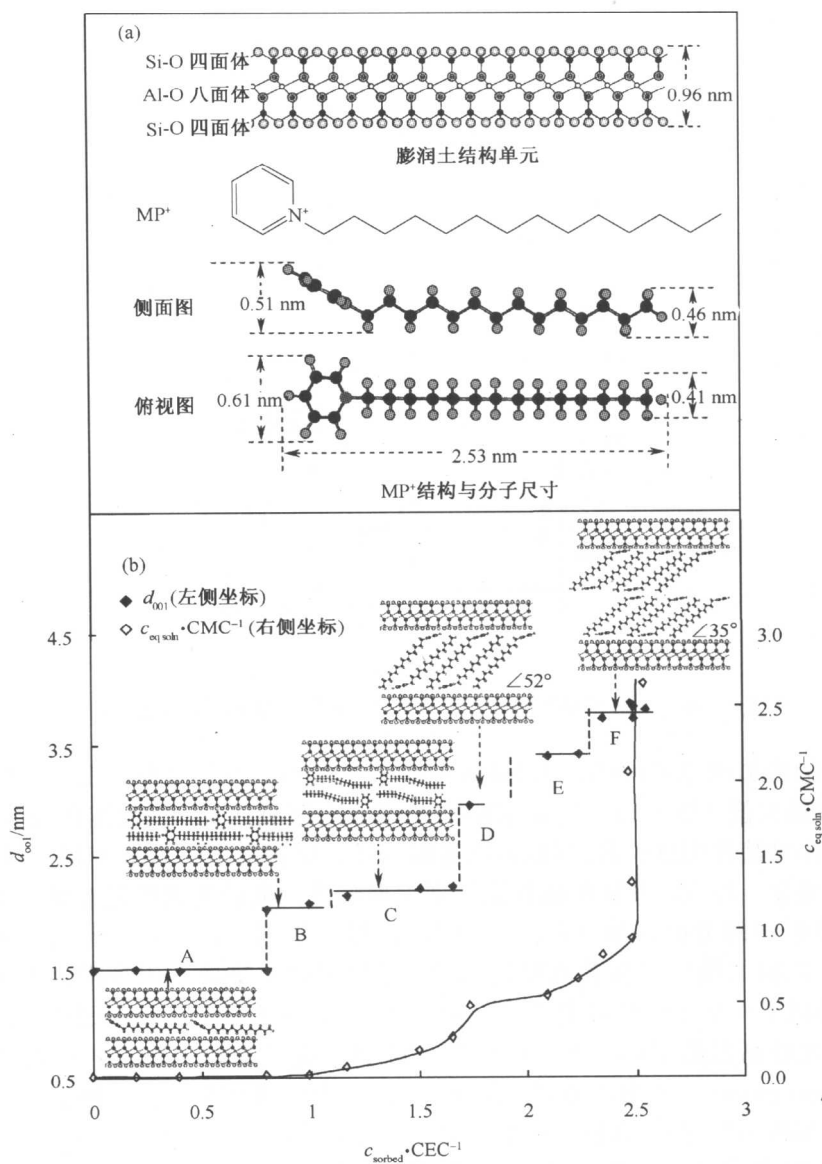 (a)
Si-O 四面体
Al-O 八面体
Si-O 四面体
0.96 nm
膨润土结构单元
MP⁺
N⁺
侧面图
0.51 nm
0.46 nm
俯视图
0.61 nm
0.41 nm
2.53 nm
MP⁺结构与分子尺寸
(b)
◆ d₀₀₁(左侧坐标)
◇ c_eq soln·CMC⁻¹(右侧坐标)
∠52°
∠35°
A
B
C
D
E
F
4.5
3.5
2.5
1.5
0.5
d₀₀₁/nm
3.0
2.5
2.0
1.5
1.0
0.5
0.0
c_eq soln·CMC⁻¹
0
0.5
1
1.5
2
2.5
3
c_sorbed·CEC⁻¹